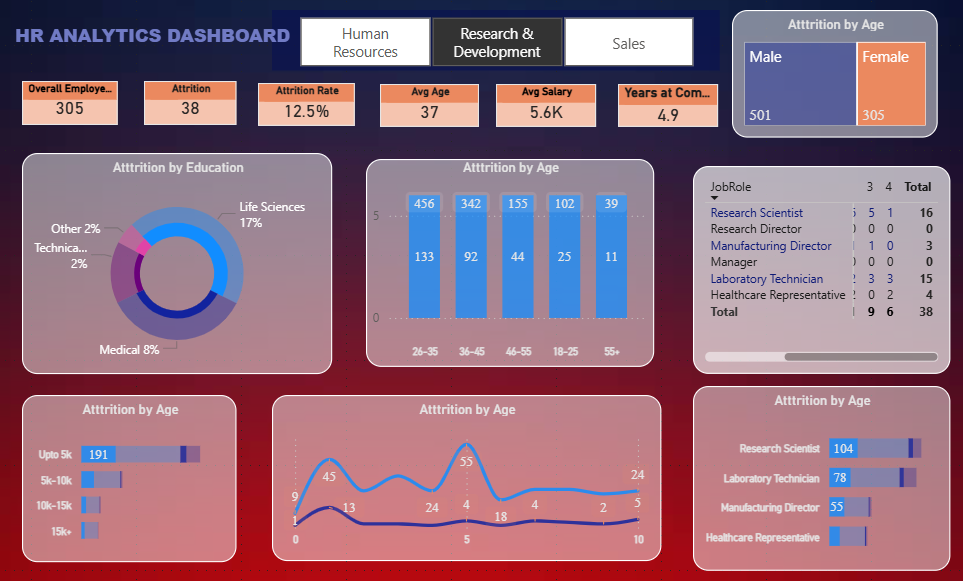 HR ANALYTICS DASHBOARD
Human
Resources
Research &
Development
Sales
Atttrition by Age
Male
Female
501
305
Overall Employe...
305
Attrition
38
Attrition Rate
12.5%
Avg Age
37
Avg Salary
5.6K
Years at Com...
4.9
Atttrition by Education
Life Sciences
17%
Other 2%
Technica...
2%
Medical 8%
Atttrition by Age
5
0
456 342 155 102 39
133 92 44 25 11
26-35 36-45 46-55 18-25 55+
JobRole 3 4 Total
Research Scientist 5 1 16
Research Director 0 0 0
Manufacturing Director 1 0 3
Manager 0 0 0
Laboratory Technician 3 3 15
Healthcare Representative 0 2 4
Total 9 6 38
Atttrition by Age
Upto 5k 191
5k-10k
10k-15k
15k+
Atttrition by Age
9 45 24 55 18 24
1 13 4 4 2 5
0 5 10
Atttrition by Age
Research Scientist 104
Laboratory Technician 78
Manufacturing Director 55
Healthcare Representative